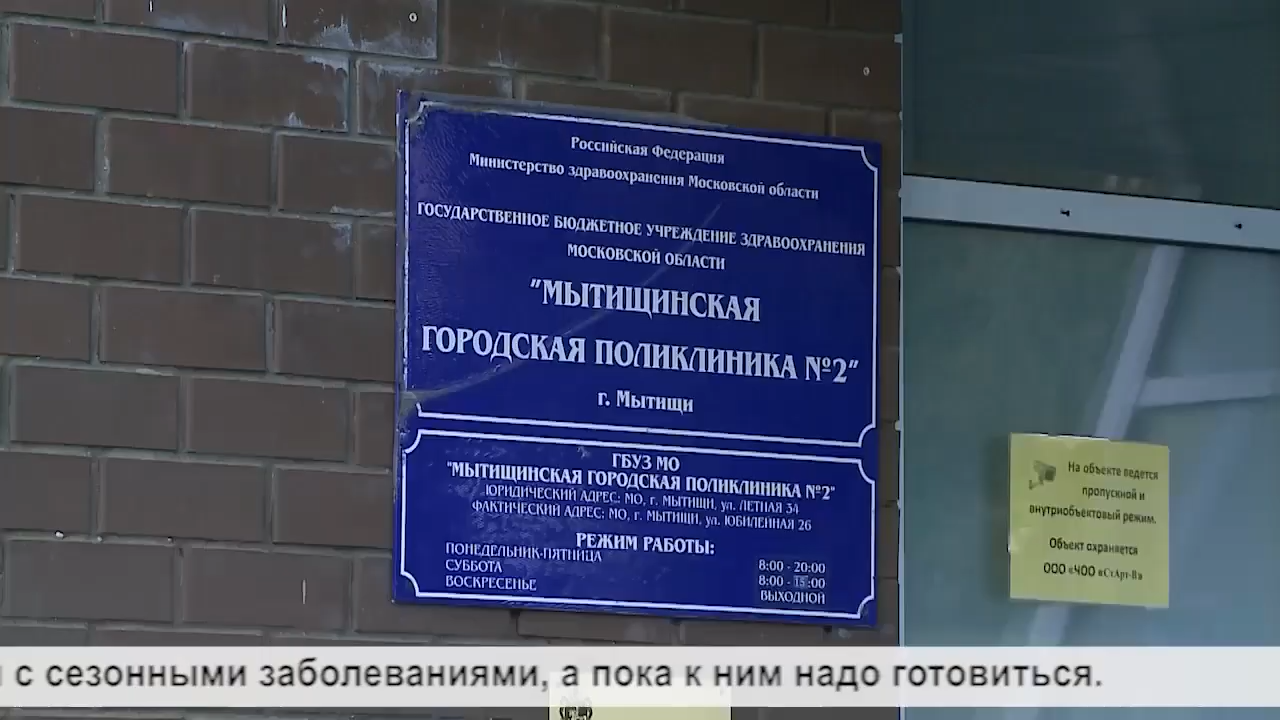 Российская Федерация
Министерство здравоохранения Московской области
ГОСУДАРСТВЕННОЕ БЮДЖЕТНОЕ УЧРЕЖДЕНИЕ ЗДРАВООХРАНЕНИЯ
МОСКОВСКОЙ ОБЛАСТИ
"МЫТИЩИНСКАЯ
ГОРОДСКАЯ ПОЛИКЛИНИКА №2"
г. Мытищи
ГБУЗ МО
"МЫТИЩИНСКАЯ ГОРОДСКАЯ ПОЛИКЛИНИКА №2"
ЮРИДИЧЕСКИЙ АДРЕС: МО, г. МЫТИЩИ, ул. ЛЕТНАЯ 34
ФАКТИЧЕСКИЙ АДРЕС: МО, г. МЫТИЩИ, ул. ЮБИЛЕЙНАЯ 26
РЕЖИМ РАБОТЫ:
ПОНЕДЕЛЬНИК-ПЯТНИЦА 8:00 - 20:00
СУББОТА 8:00 - 15:00
ВОСКРЕСЕНЬЕ ВЫХОДНОЙ
На объекте ведется
пропускной и
внутриобъектовый режим.
Объект охраняется
ООО «ЧОО «СтАрт-В»
с сезонными заболеваниями, а пока к ним надо готовиться.